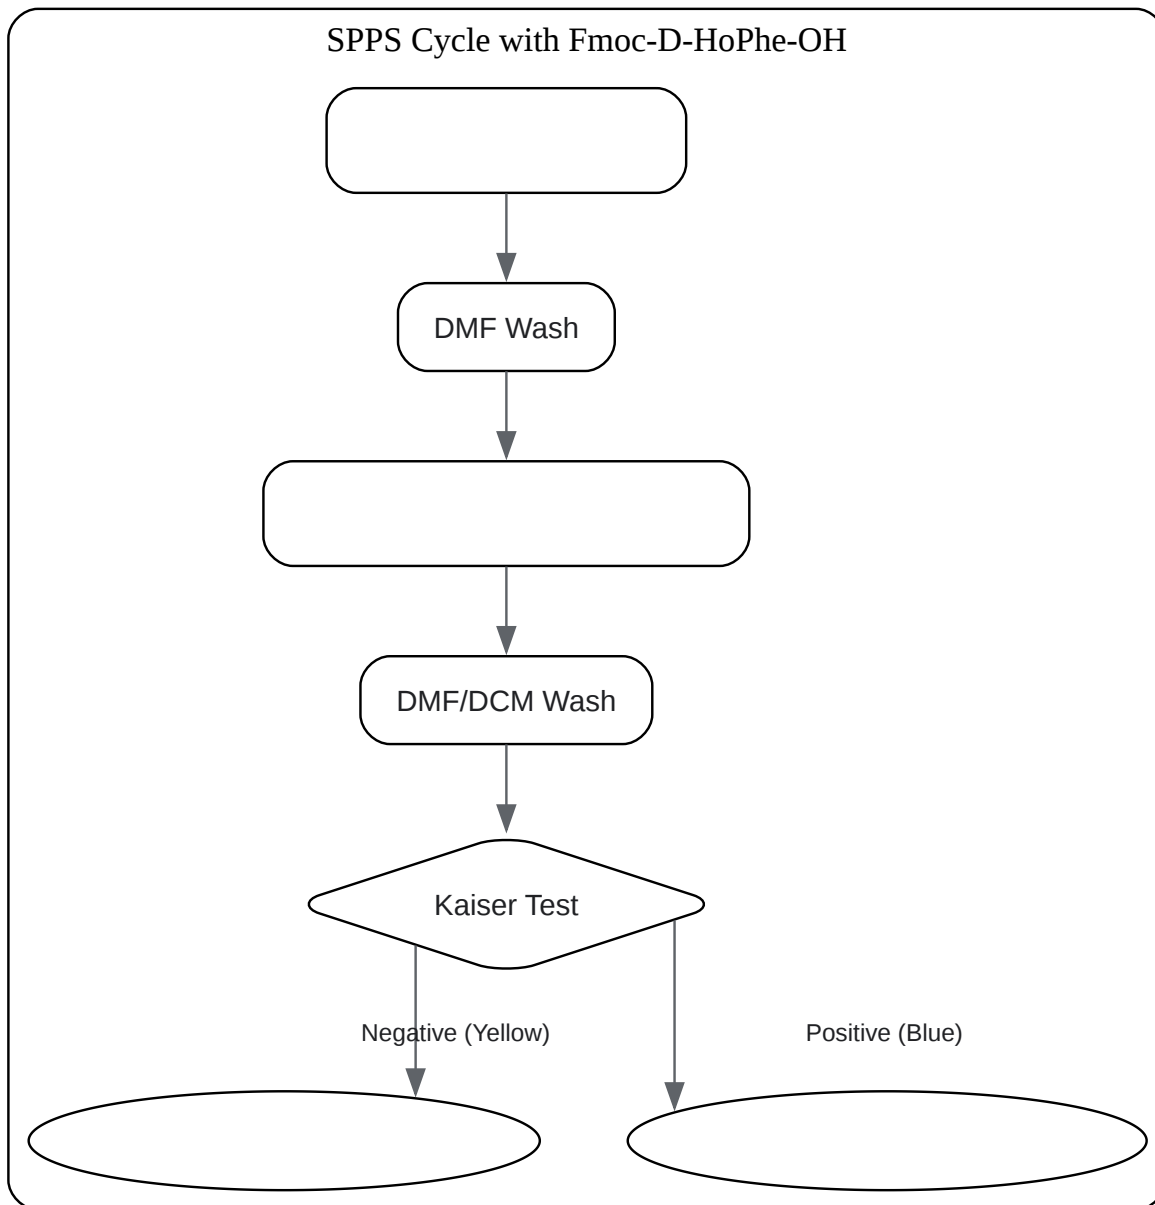 SPPS Cycle with Fmoc-D-HoPhe-OH
DMF Wash
DMF/DCM Wash
Kaiser Test
Negative (Yellow)
Positive (Blue)